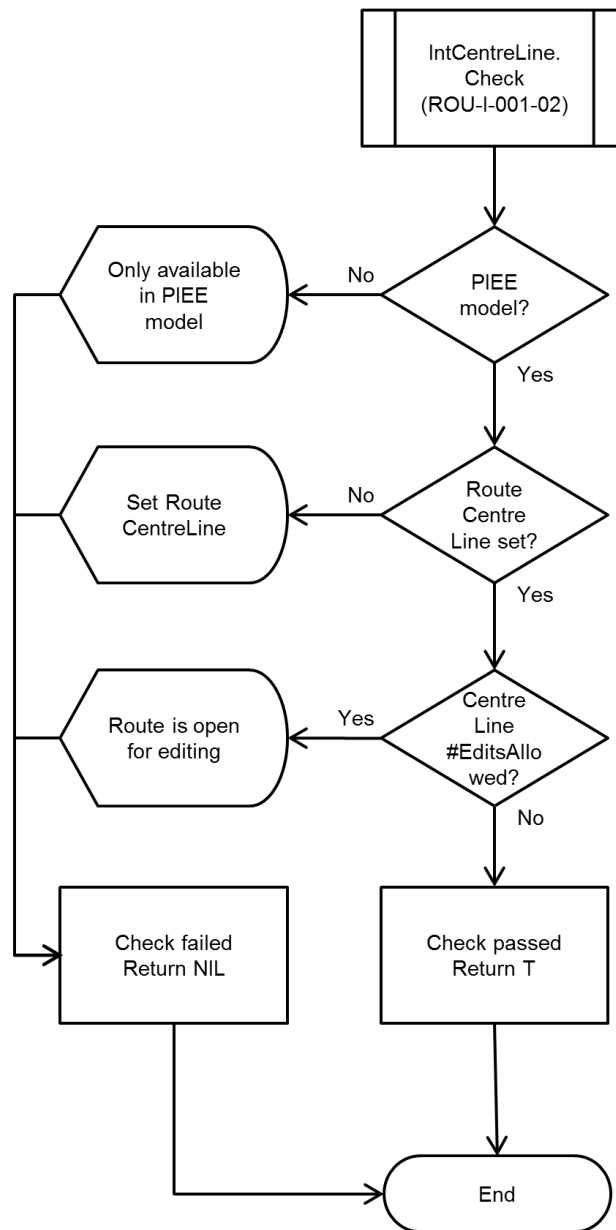 IntCentreLine.
Check
(ROU-I-001-02)
Only available
in PIEE
model
No
PIEE
model?
Yes
Set Route
CentreLine
No
Route
Centre
Line set?
Yes
Route is open
for editing
Yes
Centre
Line
#EditsAllo
wed?
No
Check failed
Return NIL
Check passed
Return T
End